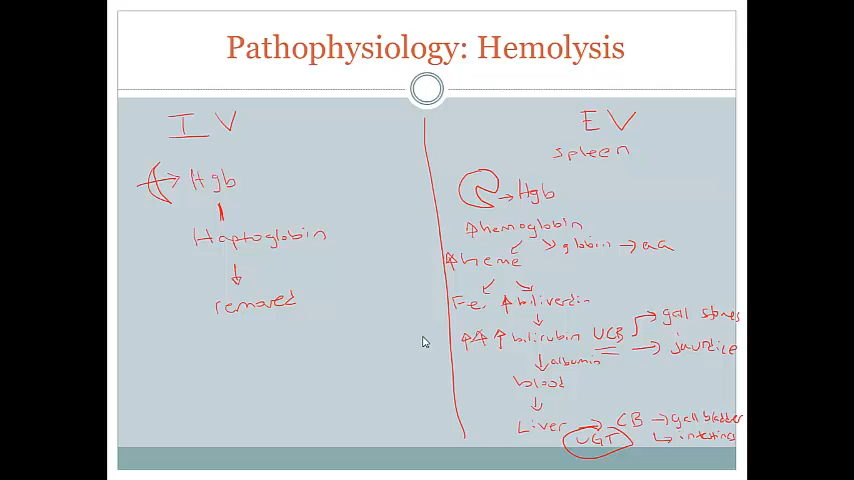 Pathophysiology: Hemolysis
IV
Hgb
Haptoglobin
removed
EV
spleen
→ Hgb
↑hemoglobin
globin → aa
↑heme
Fe ↑ biliverdin
↑↑↑ bilirubin UCB
gall stones
→ jaundice
↓ albumin
blood
Liver → CB → gall bladder
↳ intestines
UGT